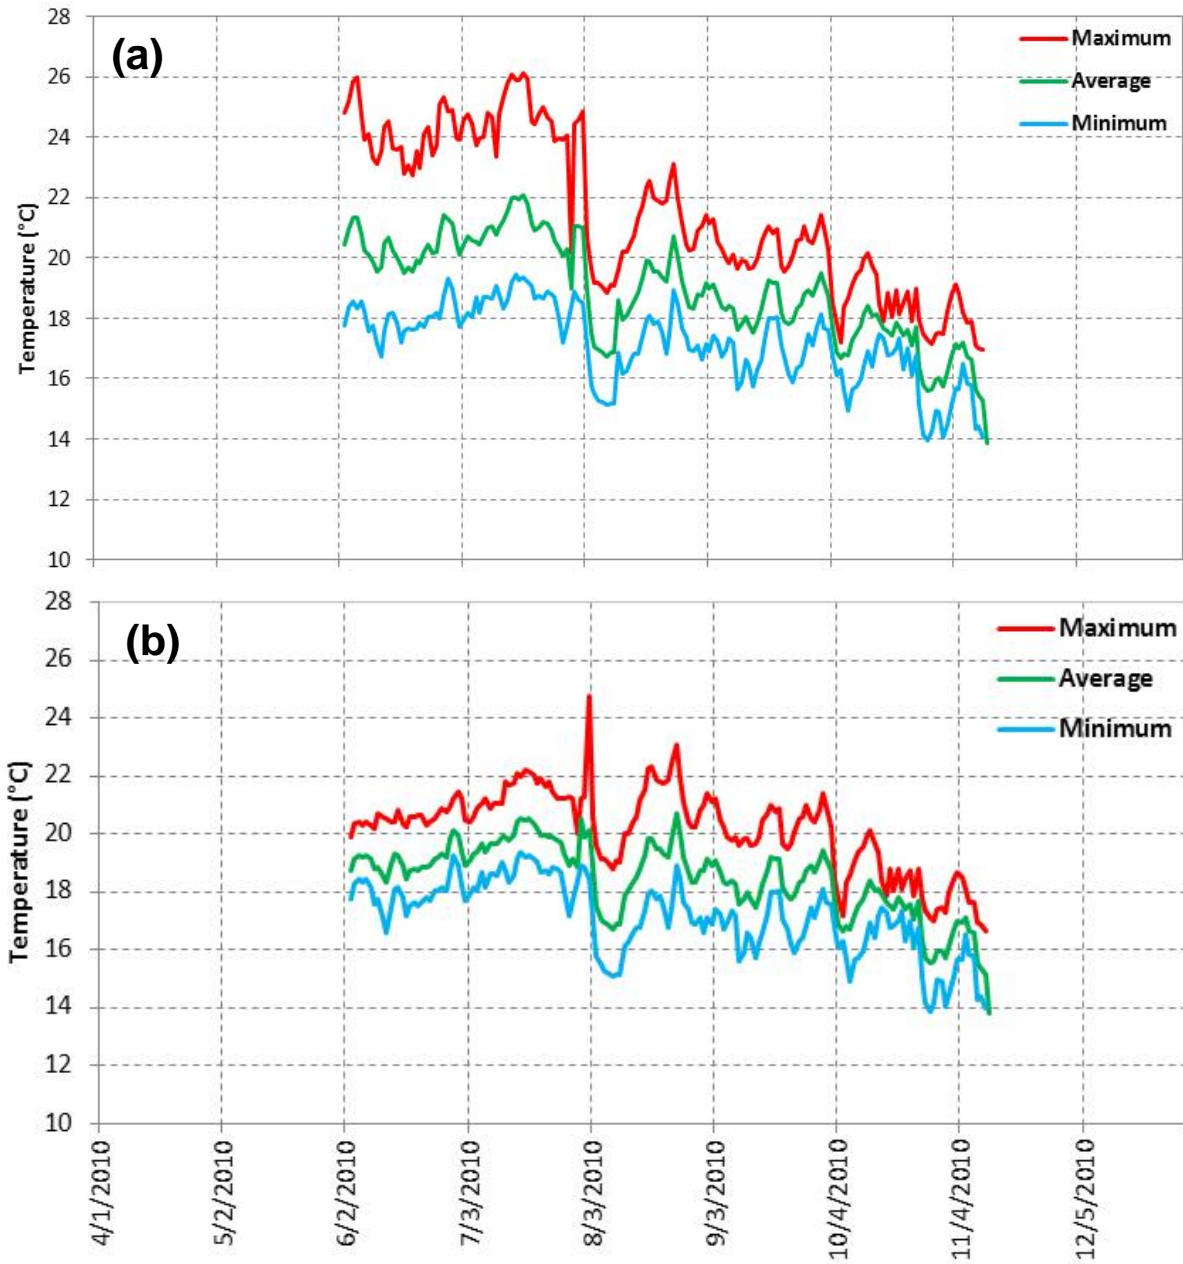 (a)
Maximum
Average
Minimum
Temperature (°C)
28
26
24
22
20
18
16
14
12
10
(b)
Maximum
Average
Minimum
Temperature (°C)
28
26
24
22
20
18
16
14
12
10
4/1/2010
5/2/2010
6/2/2010
7/3/2010
8/3/2010
9/3/2010
10/4/2010
11/4/2010
12/5/2010